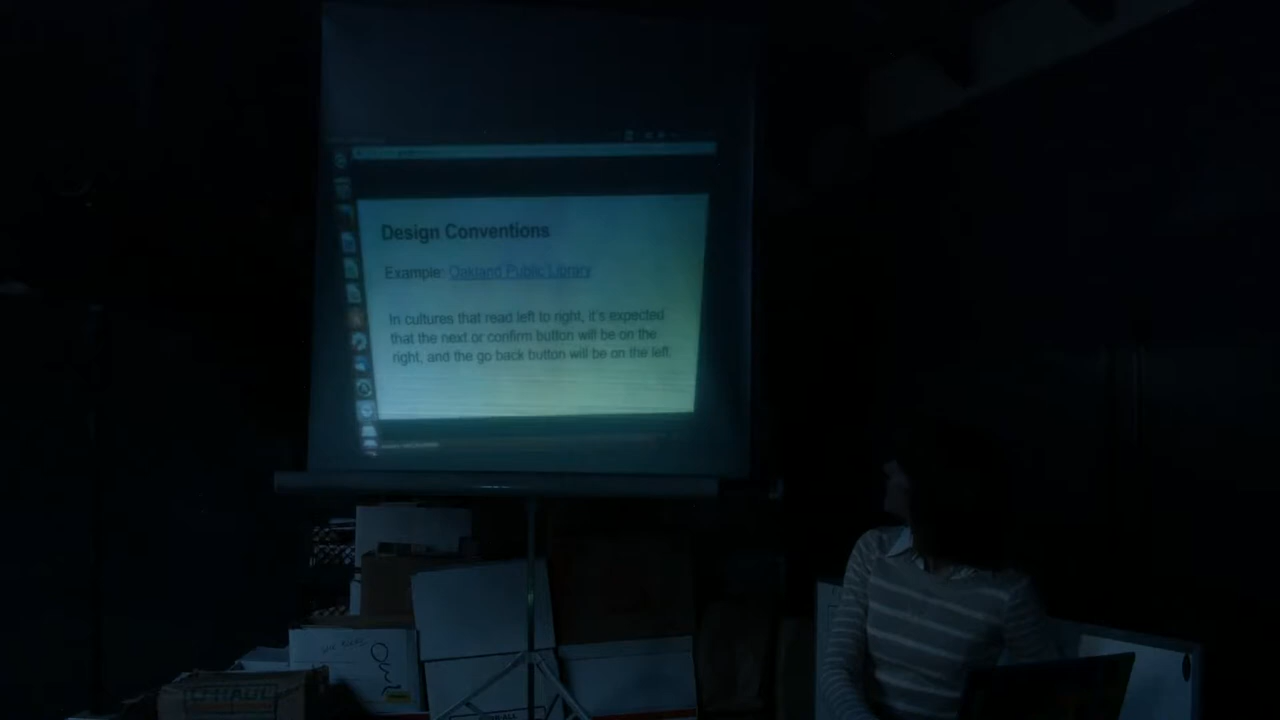 Design Conventions
Example: Oakland Public Library
In cultures that read left to right, it's expected
that the next or confirm button will be on the
right, and the go back button will be on the left.
U-HAUL